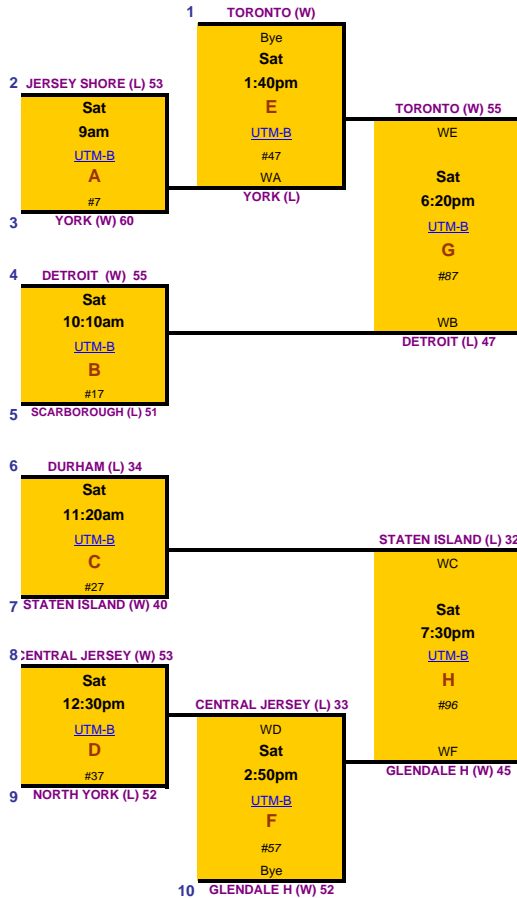 1 TORONTO (W)
Bye
Sat
1:40pm
E
UTM-B
#47
WA
YORK (L)
2 JERSEY SHORE (L) 53
Sat
9am
UTM-B
A
#7
3 YORK (W) 60
TORONTO (W) 55
WE
Sat
6:20pm
UTM-B
G
#87
WB
DETROIT (L) 47
4 DETROIT (W) 55
Sat
10:10am
UTM-B
B
#17
5 SCARBOROUGH (L) 51
6 DURHAM (L) 34
Sat
11:20am
UTM-B
C
#27
7 STATEN ISLAND (W) 40
STATEN ISLAND (L) 32
WC
Sat
7:30pm
UTM-B
H
#96
WF
GLENDALE H (W) 45
8 CENTRAL JERSEY (W) 53
Sat
12:30pm
UTM-B
D
#37
9 NORTH YORK (L) 52
CENTRAL JERSEY (L) 33
WD
Sat
2:50pm
UTM-B
F
#57
Bye
10 GLENDALE H (W) 52